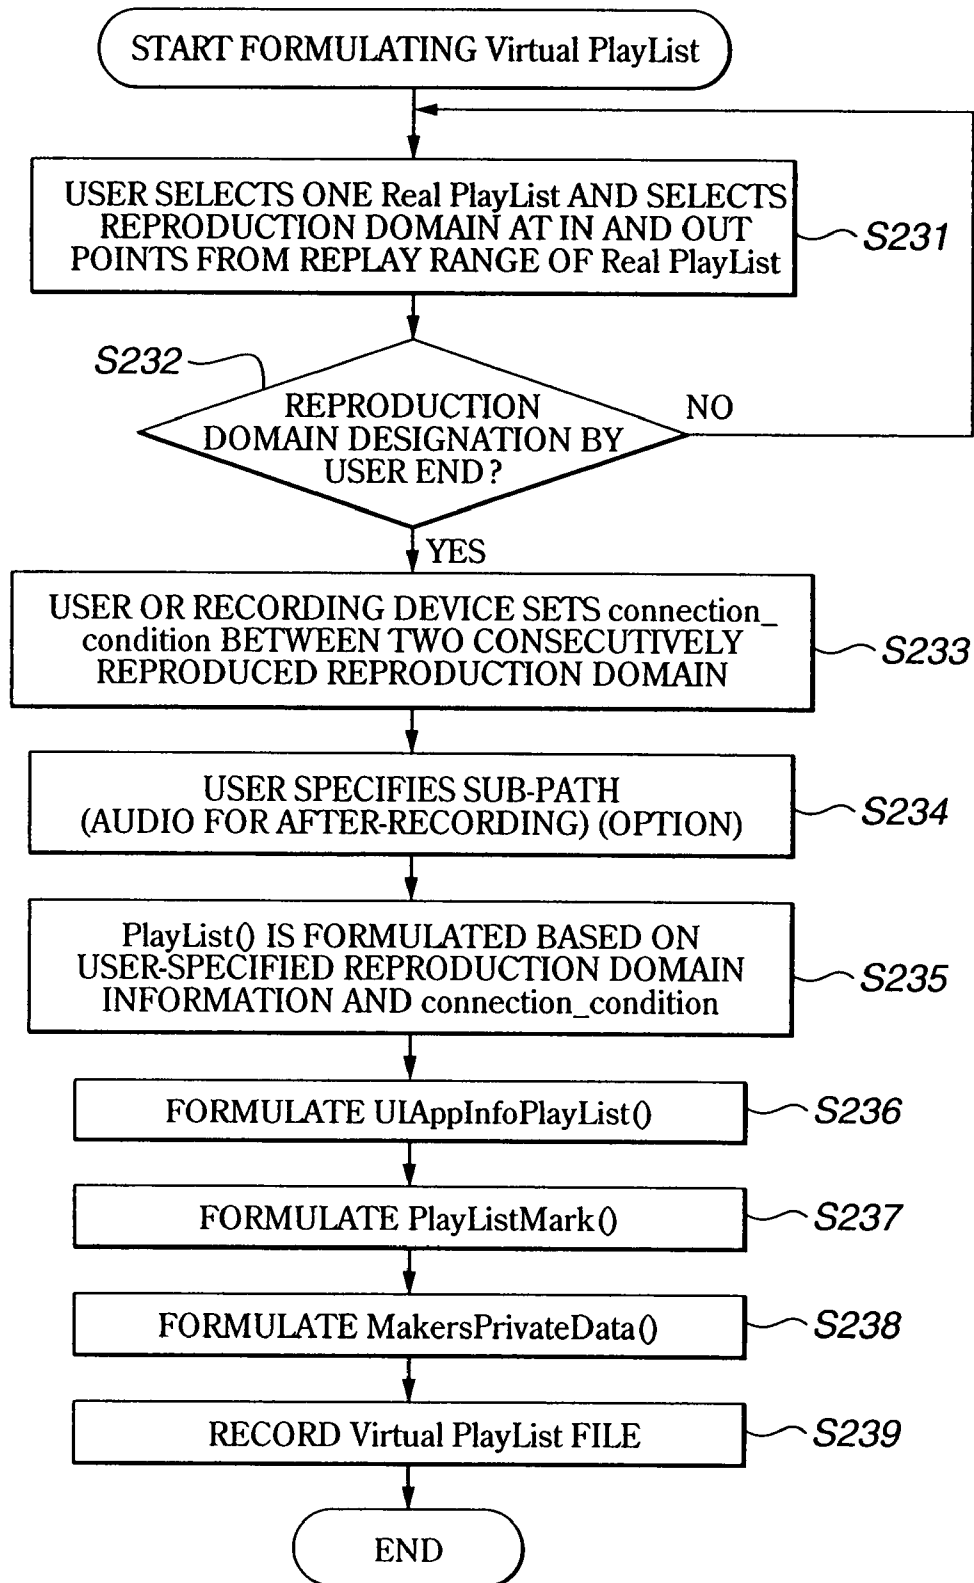 START FORMULATING Virtual PlayList
USER SELECTS ONE Real PlayList AND SELECTS
REPRODUCTION DOMAIN AT IN AND OUT
POINTS FROM REPLAY RANGE OF Real PlayList
S231
S232
REPRODUCTION
DOMAIN DESIGNATION BY
USER END?
NO
YES
USER OR RECORDING DEVICE SETS connection_
condition BETWEEN TWO CONSECUTIVELY
REPRODUCED REPRODUCTION DOMAIN
S233
USER SPECIFIES SUB-PATH
(AUDIO FOR AFTER-RECORDING) (OPTION)
S234
PlayList() IS FORMULATED BASED ON
USER-SPECIFIED REPRODUCTION DOMAIN
INFORMATION AND connection_condition
S235
FORMULATE UIAppInfoPlayList()
S236
FORMULATE PlayListMark()
S237
FORMULATE MakersPrivateData()
S238
RECORD Virtual PlayList FILE
S239
END